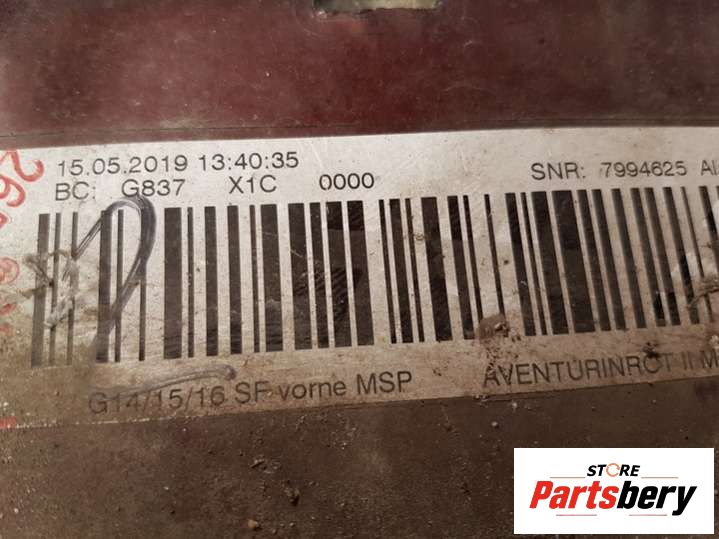 15.05.2019 13:40:35
BC: G837 X1C 0000
SNR: 7994625
G14/15/16 SF vorne MSP
AVENTURINROT II M
STORE
Partsbery